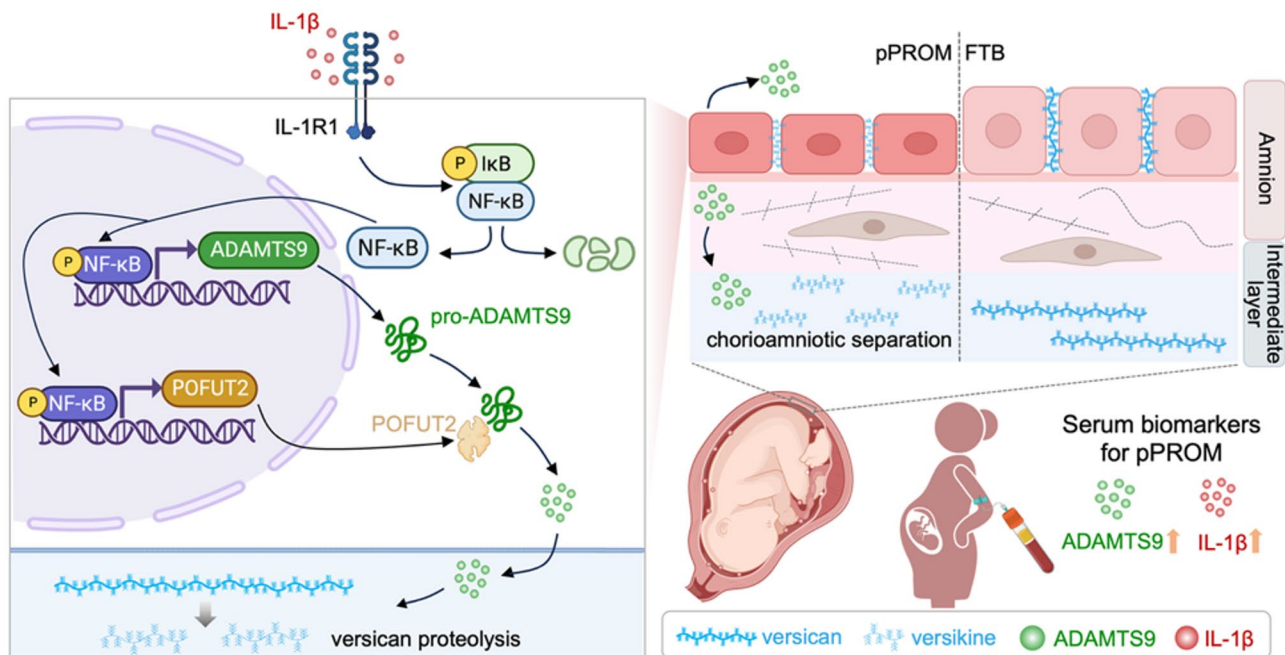 IL-1β
IL-1R1
P
IκB
NF-κB
NF-κB
P
NF-κB
ADAMTS9
pro-ADAMTS9
P
NF-κB
POFUT2
POFUT2
versican proteolysis
pPROM
FTB
Amnion
Intermediate
layer
chorioamniotic separation
Serum biomarkers
for pPROM
ADAMTS9
IL-1β
versican
versikine
ADAMTS9
IL-1β